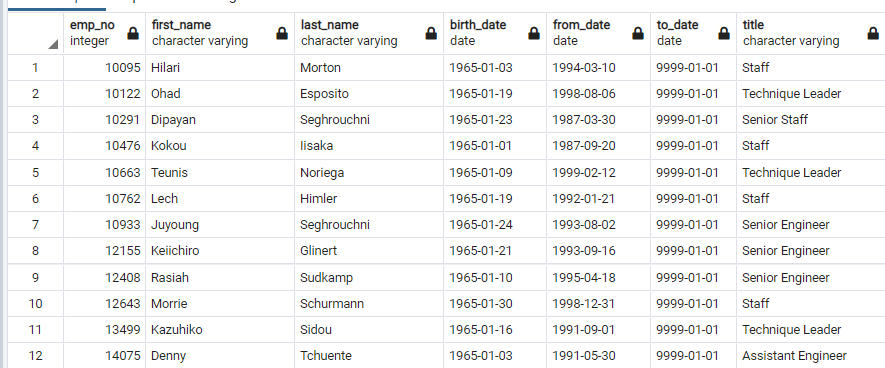 emp_no integer first_name character varying last_name character varying birth_date date from_date date to_date date title character varying
1 10095 Hilari Morton 1965-01-03 1994-03-10 9999-01-01 Staff
2 10122 Ohad Esposito 1965-01-19 1998-08-06 9999-01-01 Technique Leader
3 10291 Dipayan Seghrouchni 1965-01-23 1987-03-30 9999-01-01 Senior Staff
4 10476 Kokou Iisaka 1965-01-01 1987-09-20 9999-01-01 Staff
5 10663 Teunis Noriega 1965-01-09 1999-02-12 9999-01-01 Technique Leader
6 10762 Lech Himler 1965-01-19 1992-01-21 9999-01-01 Staff
7 10933 Juyoung Seghrouchni 1965-01-24 1993-08-02 9999-01-01 Senior Engineer
8 12155 Keiichiro Glinert 1965-01-21 1993-09-16 9999-01-01 Senior Engineer
9 12408 Rasiah Sudkamp 1965-01-10 1995-04-18 9999-01-01 Senior Engineer
10 12643 Morrie Schurmann 1965-01-30 1998-12-31 9999-01-01 Staff
11 13499 Kazuhiko Sidou 1965-01-16 1991-09-01 9999-01-01 Technique Leader
12 14075 Denny Tchuente 1965-01-03 1991-05-30 9999-01-01 Assistant Engineer